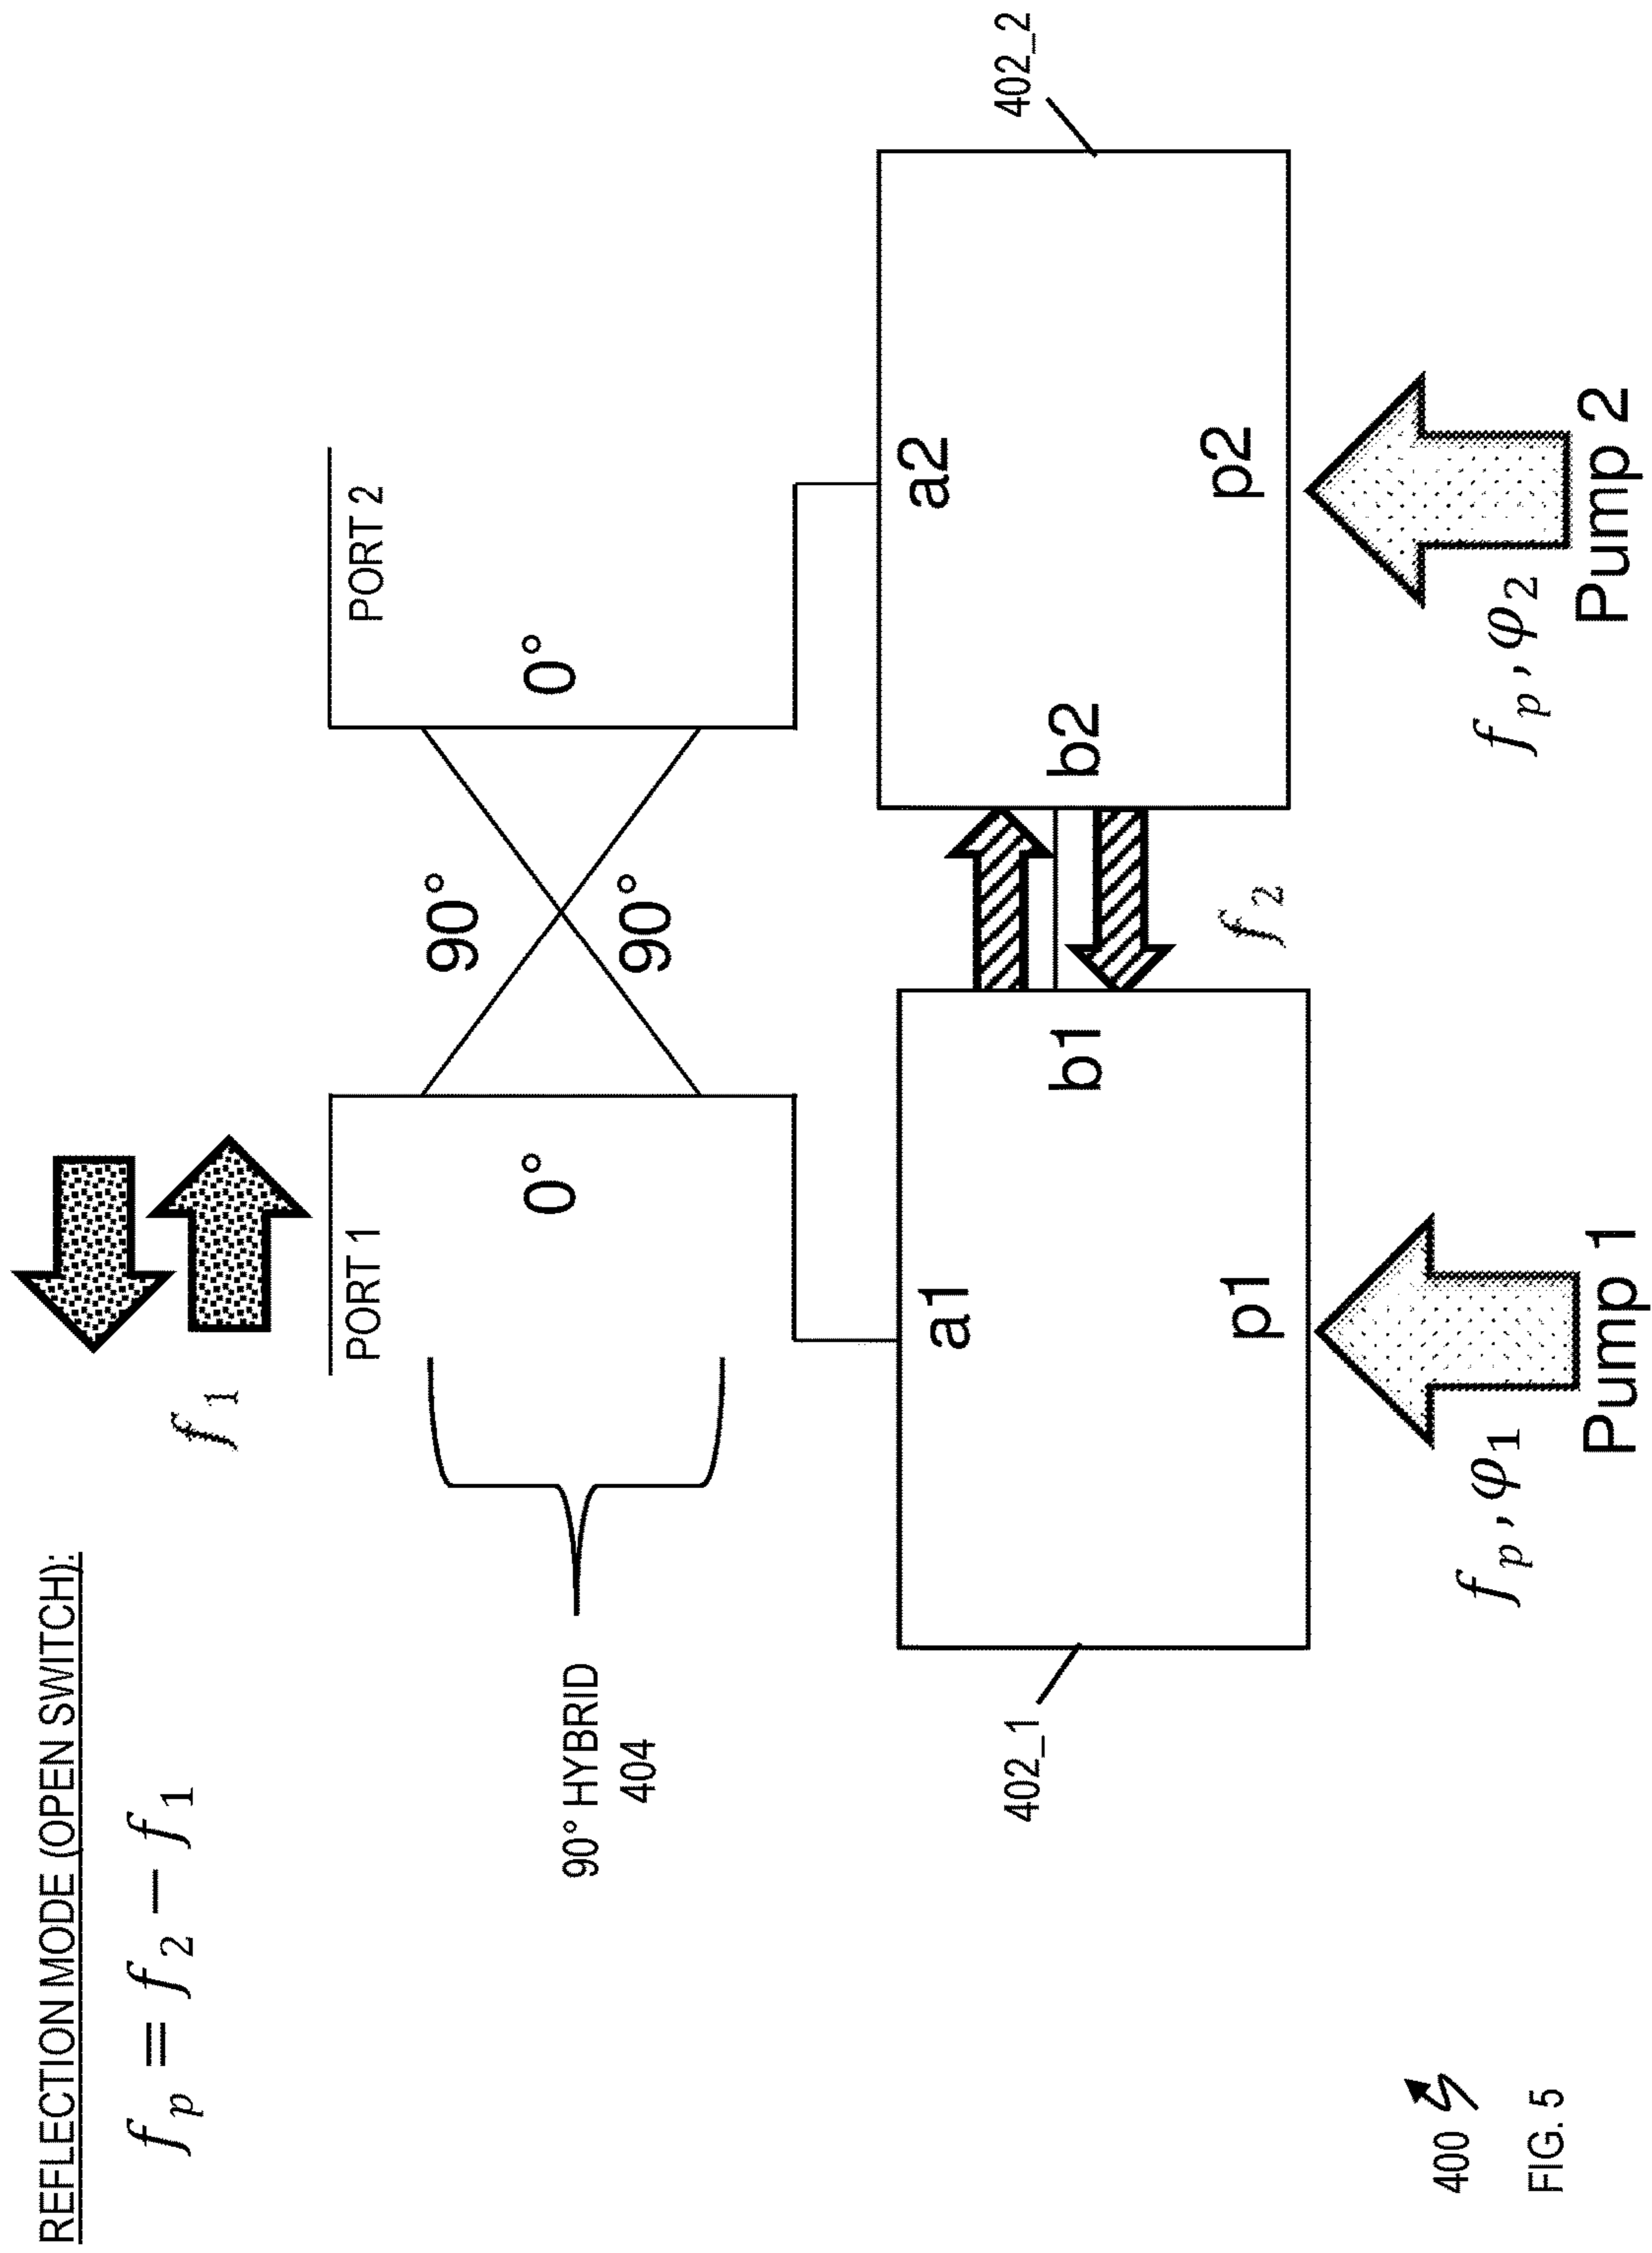 REFLECTION MODE (OPEN SWITCH):
f_p = f_2 − f_1
f_1
PORT 1
PORT 2
90° HYBRID
404
0°
90°
90°
0°
402_1
402_2
a1
a2
b1
b2
f_2
p1
p2
f_p, φ_1
f_p, φ_2
Pump 1
Pump 2
400
FIG. 5